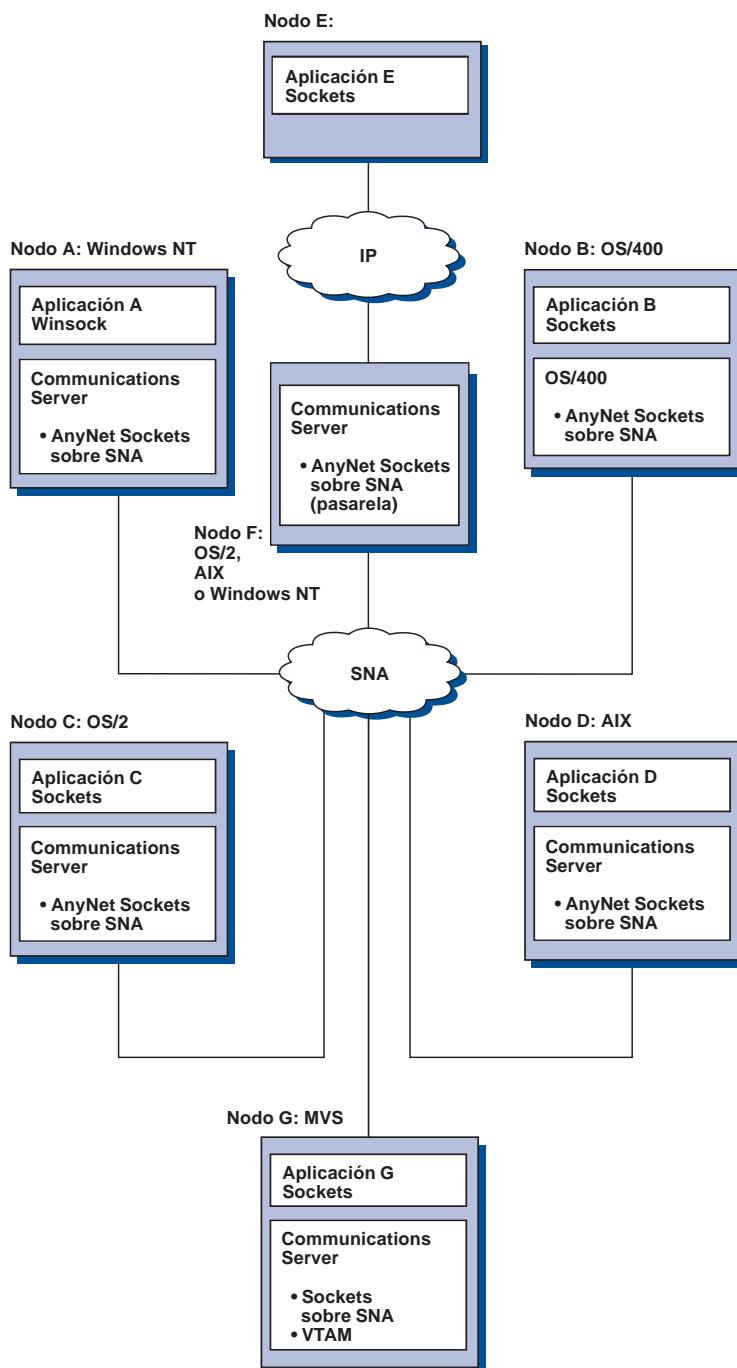 Nodo E:
Aplicación E
Sockets
IP
Nodo A: Windows NT
Aplicación A
Winsock
Communications
Server
• AnyNet Sockets
sobre SNA
Nodo B: OS/400
Aplicación B
Sockets
OS/400
• AnyNet Sockets
sobre SNA
Communications
Server
• AnyNet Sockets
sobre SNA
(pasarela)
Nodo F:
OS/2,
AIX
o Windows NT
SNA
Nodo C: OS/2
Aplicación C
Sockets
Communications
Server
• AnyNet Sockets
sobre SNA
Nodo D: AIX
Aplicación D
Sockets
Communications
Server
• AnyNet Sockets
sobre SNA
Nodo G: MVS
Aplicación G
Sockets
Communications
Server
• Sockets
sobre SNA
• VTAM